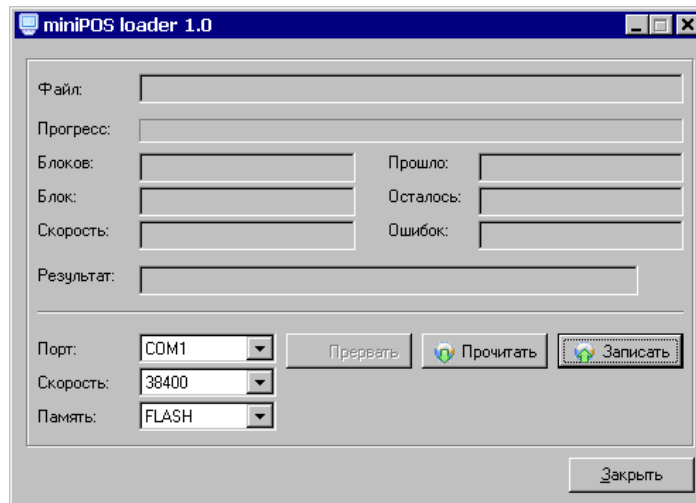 miniPOS loader 1.0
Файл:
Прогресс:
Блоков:
Прошло:
Блок:
Осталось:
Скорость:
Ошибок:
Результат:
Порт: COM1 Прервать Прочитать Записать
Скорость: 38400
Память: FLASH
Закрыть